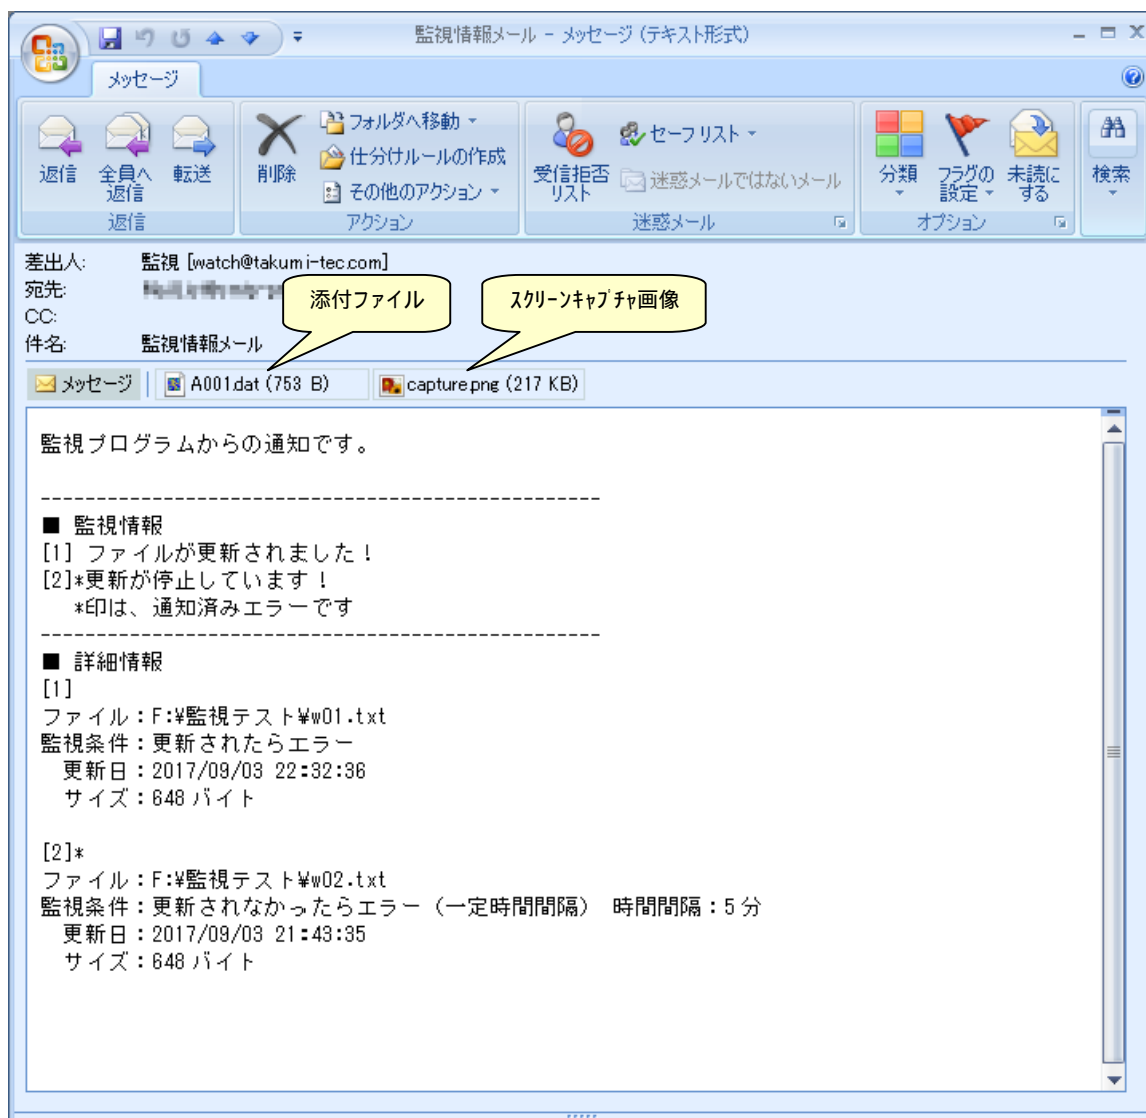 監視情報メール - メッセージ (テキスト形式)
メッセージ
返信
全員へ
返信
転送
返信
削除
フォルダへ移動
仕分けルールの作成
その他のアクション
アクション
受信拒否
リスト
セーフ リスト
迷惑メールではないメール
迷惑メール
分類
フラグの
設定
未読に
する
オプション
検索
差出人: 監視 [watch@takumi-tec.com]
宛先:
CC:
件名: 監視情報メール
添付ファイル
スクリーンキャプチャ画像
メッセージ
A001.dat (753 B)
capture.png (217 KB)
監視プログラムからの通知です。
--------------------------------------------------
■ 監視情報
[1] ファイルが更新されました！
[2]*更新が停止しています！
*印は、通知済みエラーです
--------------------------------------------------
■ 詳細情報
[1]
ファイル：F:¥監視テスト¥w01.txt
監視条件：更新されたらエラー
更新日：2017/09/03 22:32:36
サイズ：648 バイト
[2]*
ファイル：F:¥監視テスト¥w02.txt
監視条件：更新されなかったらエラー（一定時間間隔） 時間間隔：5 分
更新日：2017/09/03 21:43:35
サイズ：648 バイト